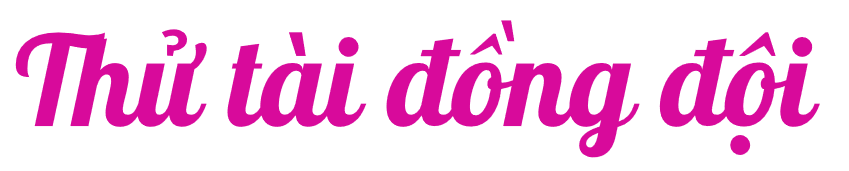 Thử tài đồng đội